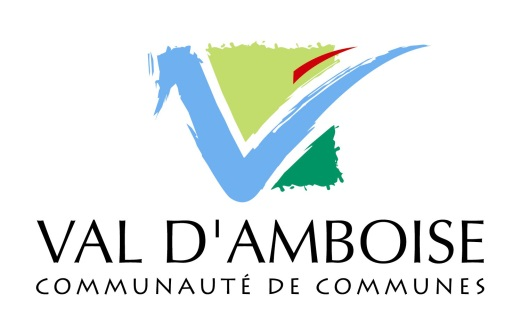 VAL D'AMBOISE
COMMUNAUTÉ DE COMMUNES